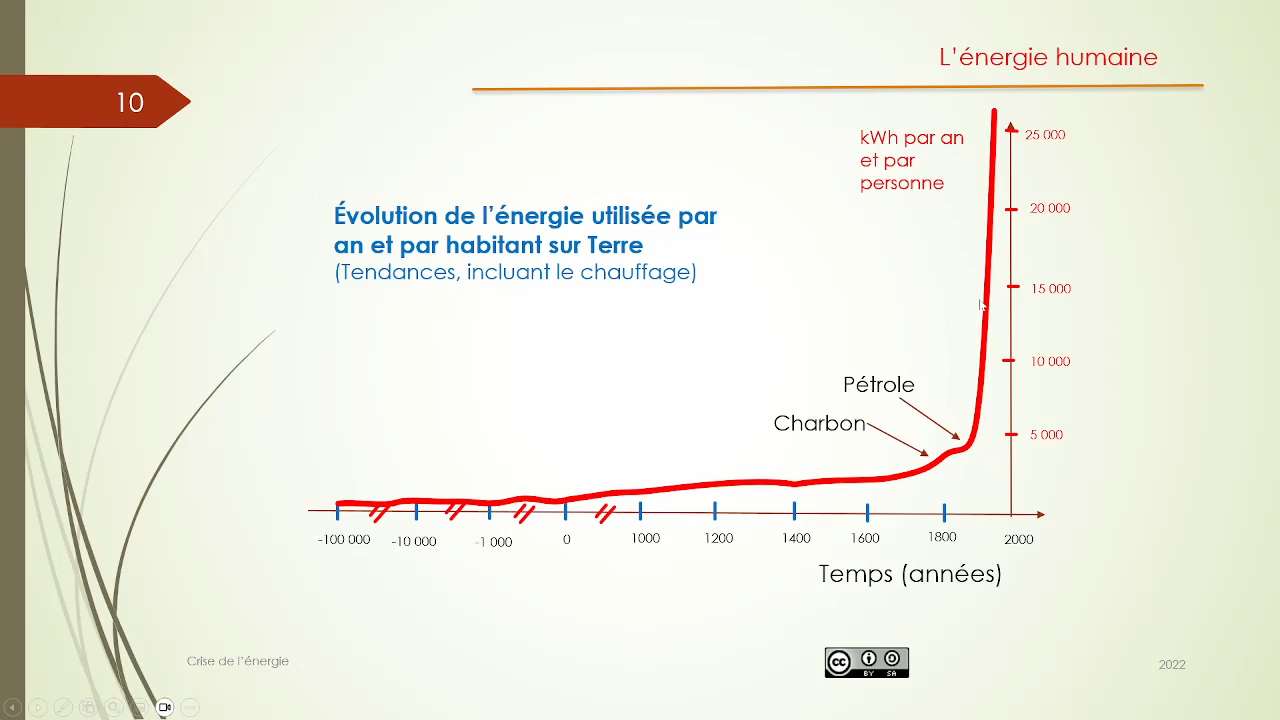 L'énergie humaine
10
kWh par an
et par
personne
25 000
20 000
15 000
10 000
5 000
Évolution de l'énergie utilisée par
an et par habitant sur Terre
(Tendances, incluant le chauffage)
Pétrole
Charbon
-100 000 -10 000 -1 000 0 1000 1200 1400 1600 1800 2000
Temps (années)
Crise de l'énergie
cc BY SA
2022